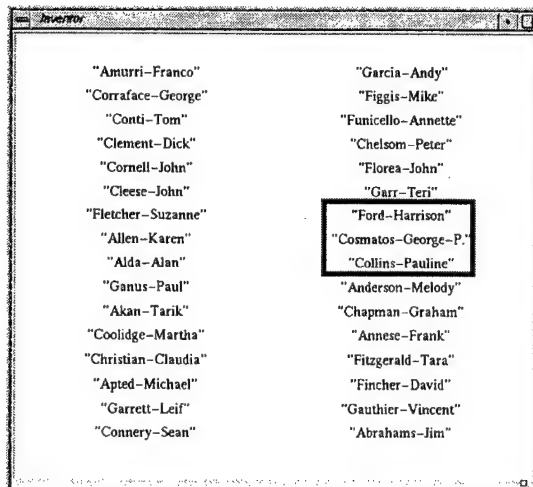 Inventor
"Amurri-Franco"
"Corraface-George"
"Conti-Tom"
"Clement-Dick"
"Cornell-John"
"Cleese-John"
"Fletcher-Suzanne"
"Allen-Karen"
"Alda-Alan"
"Ganus-Paul"
"Akan-Tarik"
"Coolidge-Martha"
"Christian-Claudia"
"Apted-Michael"
"Garrett-Leif"
"Connery-Sean"
"Garcia-Andy"
"Figgis-Mike"
"Funicello-Annette"
"Chelsom-Peter"
"Florea-John"
"Garr-Teri"
"Ford-Harrison"
"Cosmatos-George-P."
"Collins-Pauline"
"Anderson-Melody"
"Chapman-Graham"
"Annese-Frank"
"Fitzgerald-Tara"
"Fincher-David"
"Gauthier-Vincent"
"Abrahams-Jim"